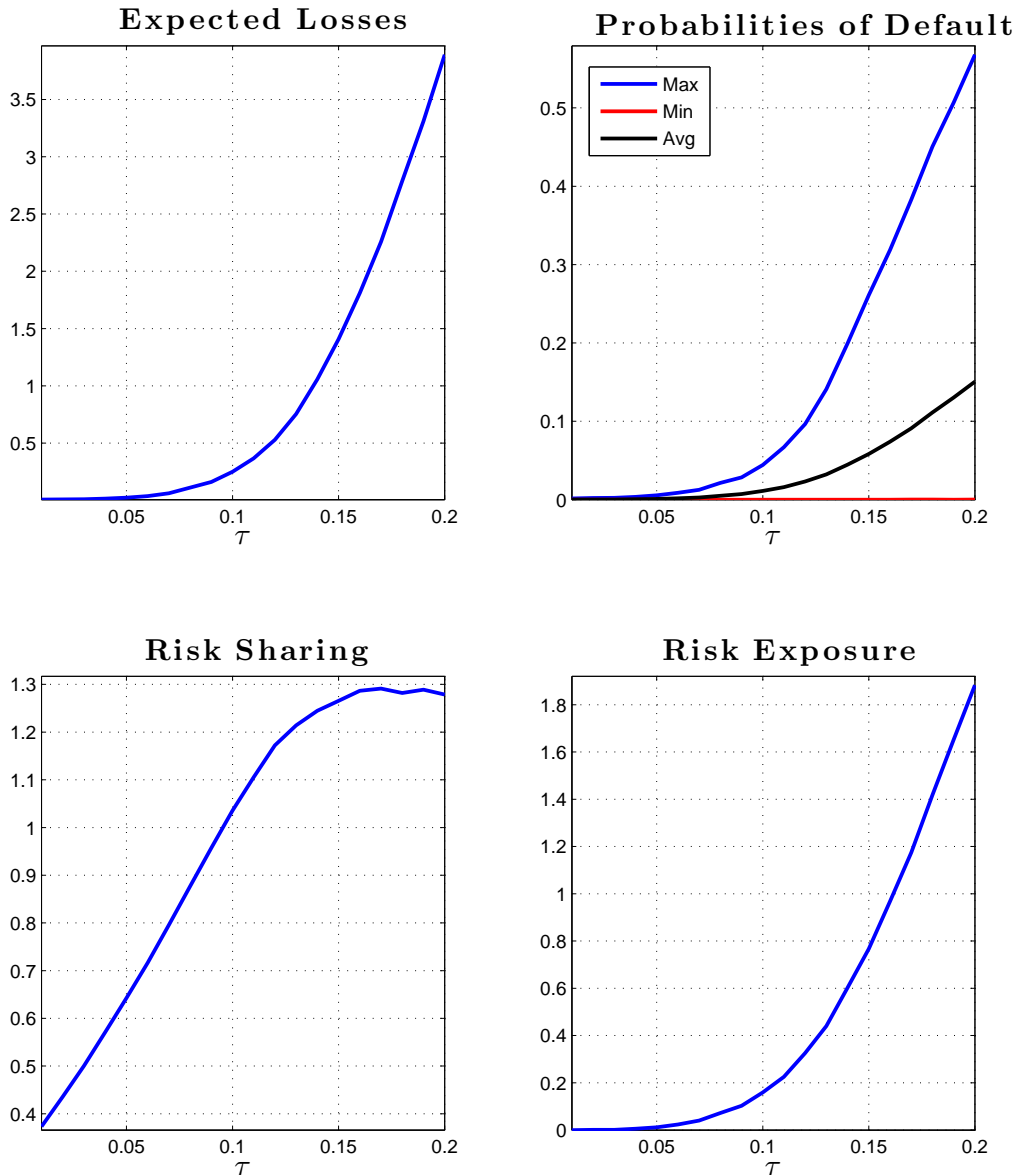 Expected Losses
3.5
3
2.5
2
1.5
1
0.5
0.05 0.1 0.15 0.2
τ
Probabilities of Default
Max
Min
Avg
0.5
0.4
0.3
0.2
0.1
0
0.05 0.1 0.15 0.2
τ
Risk Sharing
1.3
1.2
1.1
1
0.9
0.8
0.7
0.6
0.5
0.4
0.05 0.1 0.15 0.2
τ
Risk Exposure
1.8
1.6
1.4
1.2
1
0.8
0.6
0.4
0.2
0
0.05 0.1 0.15 0.2
τ